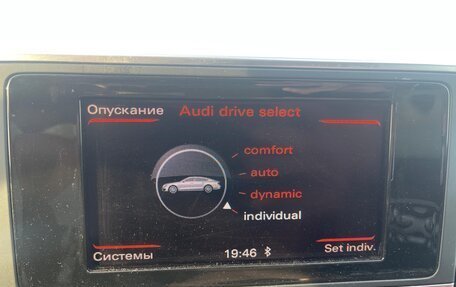 Опускание Audi drive select
comfort
auto
dynamic
individual
Системы 19:46 Set indiv.